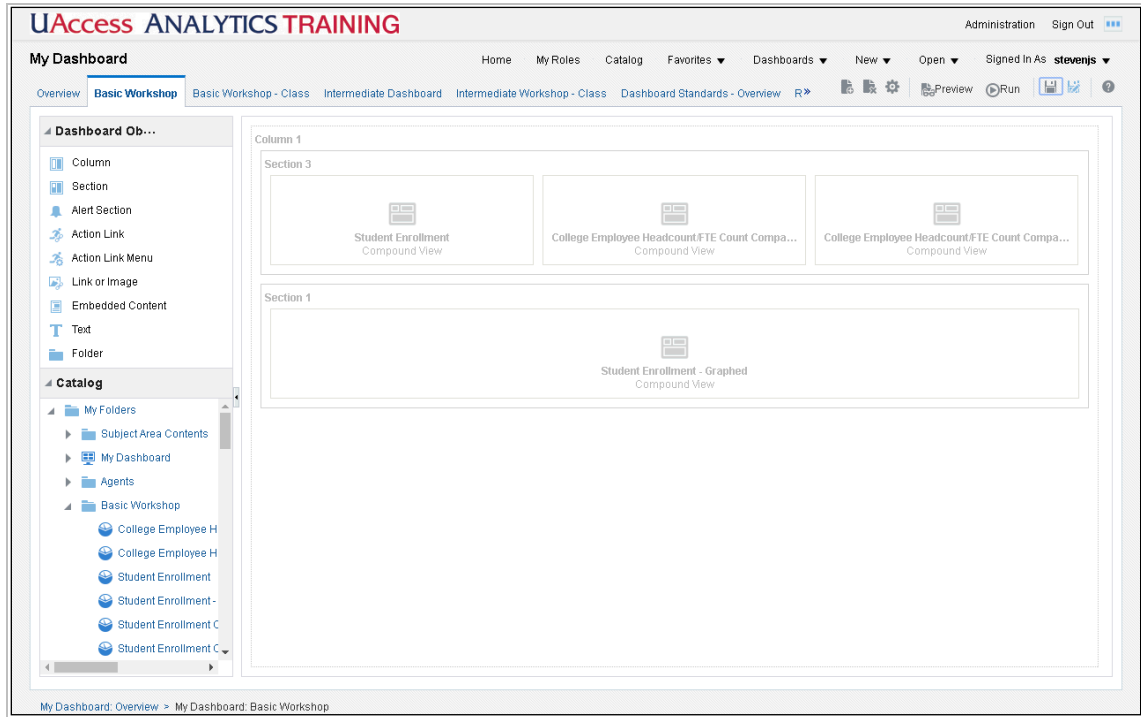 UAccess ANALYTICS TRAINING
Administration Sign Out
My Dashboard
Home My Roles Catalog Favorites Dashboards New Open Signed In As stevenjs
Overview Basic Workshop Basic Workshop - Class Intermediate Dashboard Intermediate Workshop - Class Dashboard Standards - Overview R» Preview Run
Dashboard Ob...
Column
Section
Alert Section
Action Link
Action Link Menu
Link or Image
Embedded Content
Text
Folder
Catalog
My Folders
Subject Area Contents
My Dashboard
Agents
Basic Workshop
College Employee H
College Employee H
Student Enrollment
Student Enrollment -
Student Enrollment C
Student Enrollment C
Column 1
Section 3
Student Enrollment
Compound View
College Employee Headcount/FTE Count Compa...
Compound View
College Employee Headcount/FTE Count Compa...
Compound View
Section 1
Student Enrollment - Graphed
Compound View
My Dashboard: Overview > My Dashboard: Basic Workshop